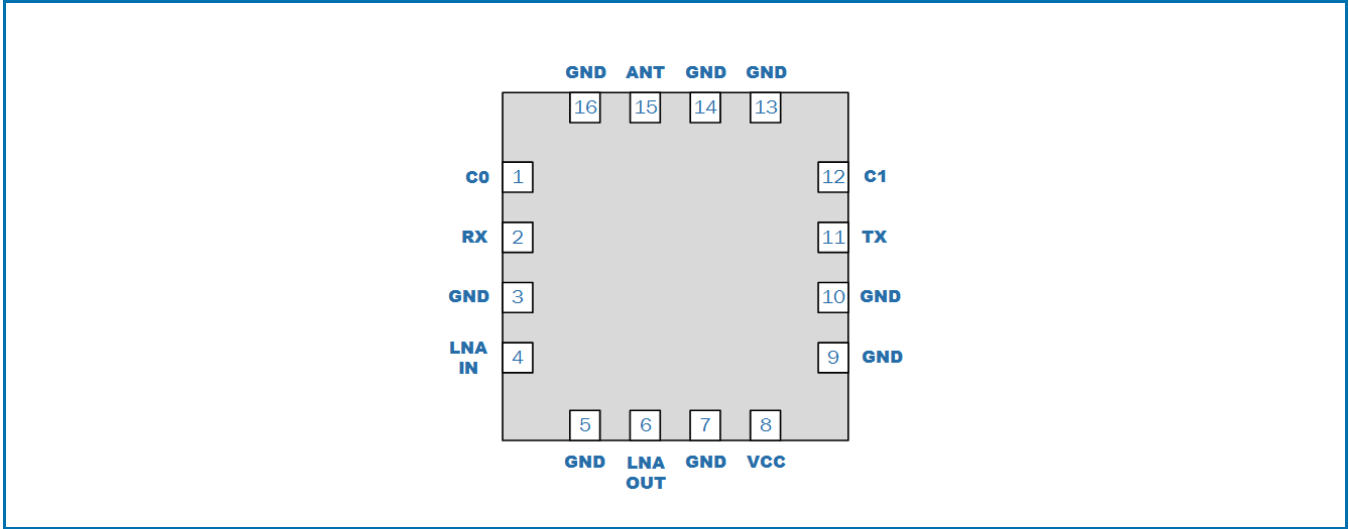 GND ANT GND GND
16 15 14 13
C0 1 12 C1
RX 2 11 TX
GND 3 10 GND
LNA
IN 4 9 GND
5 6 7 8
GND LNA GND VCC
OUT